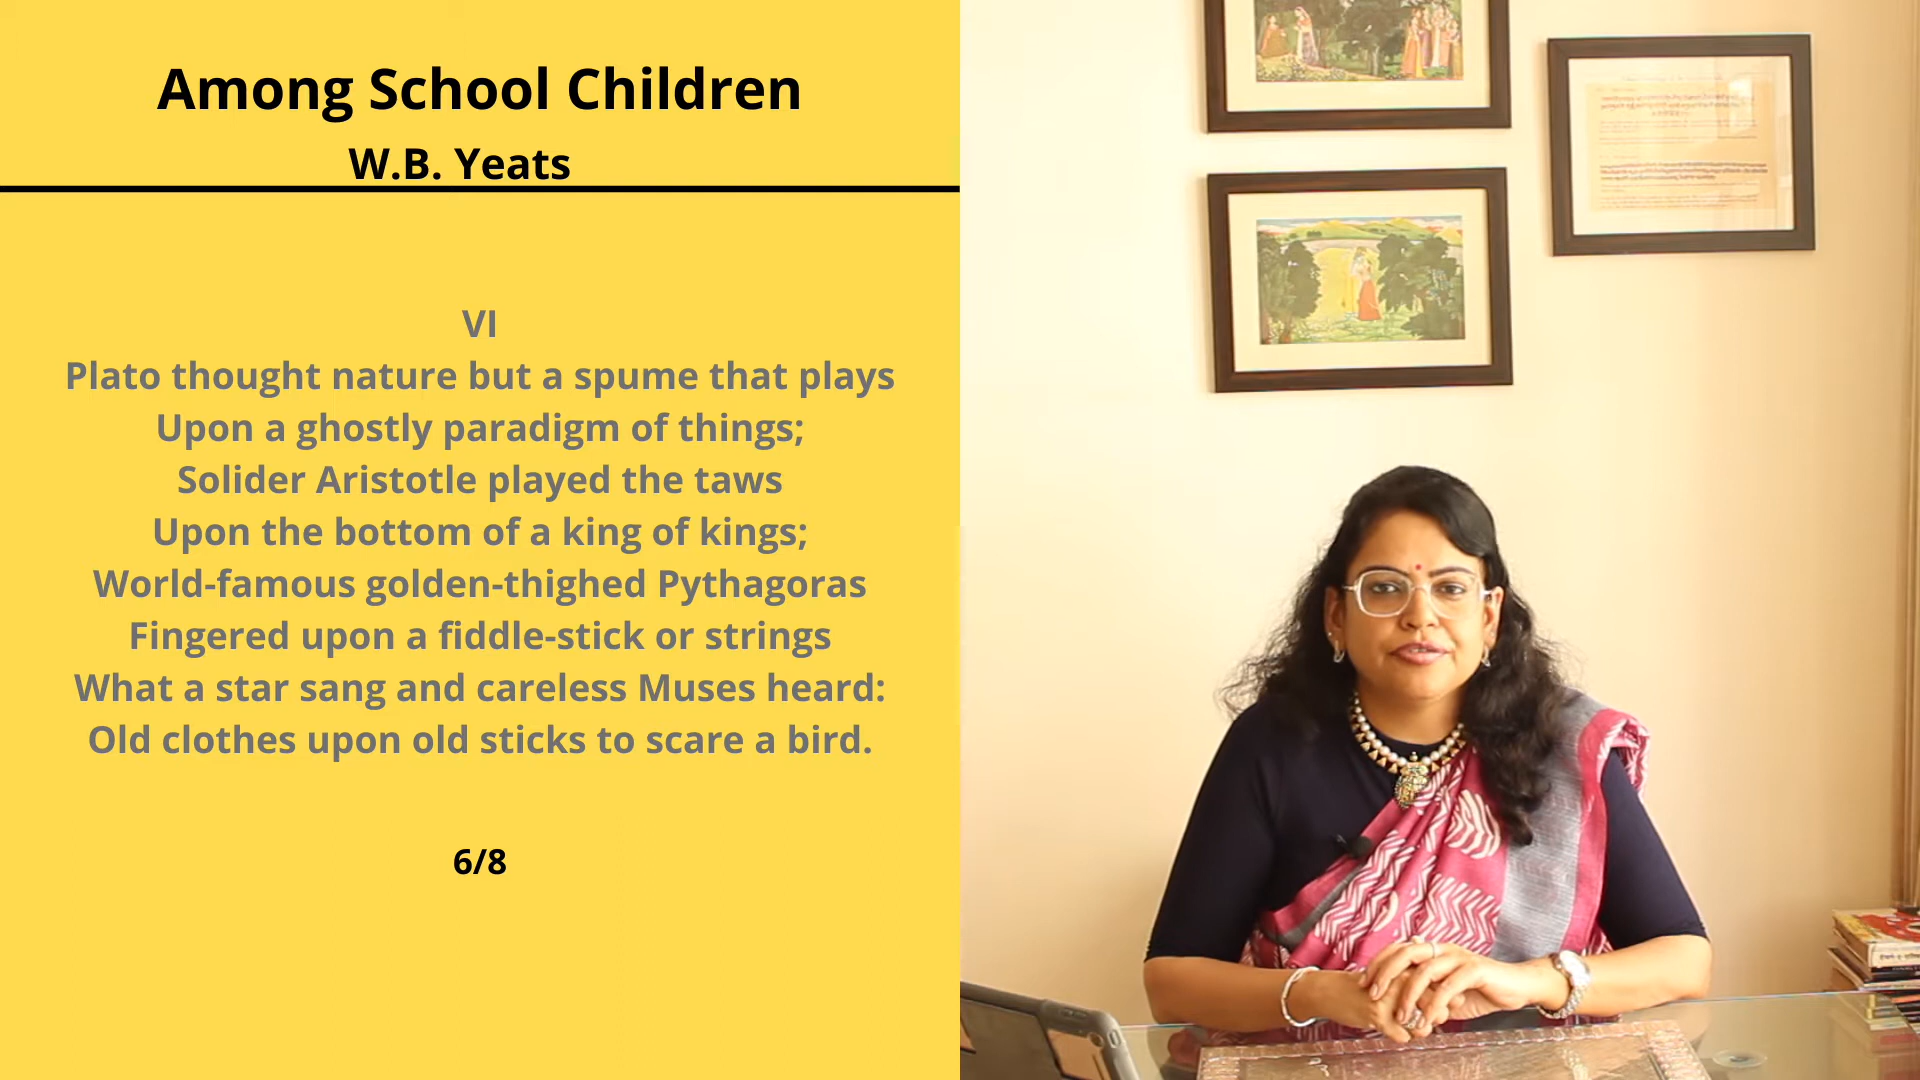 Among School Children
W.B. Yeats
VI
Plato thought nature but a spume that plays
Upon a ghostly paradigm of things;
Solider Aristotle played the taws
Upon the bottom of a king of kings;
World-famous golden-thighed Pythagoras
Fingered upon a fiddle-stick or strings
What a star sang and careless Muses heard:
Old clothes upon old sticks to scare a bird.
6/8